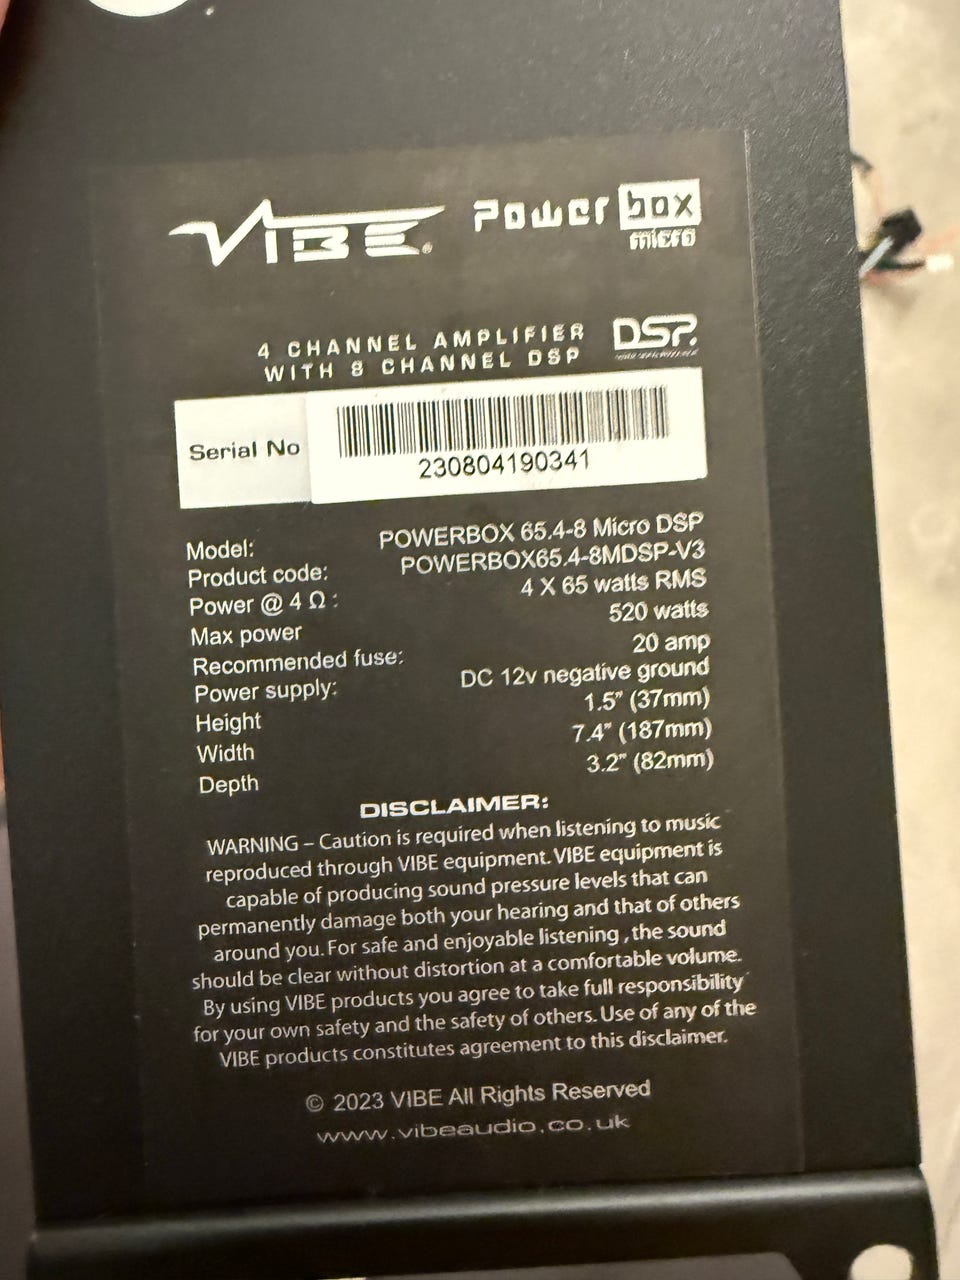 VIBE®
Powerbox
micro
4 CHANNEL AMPLIFIER
WITH 8 CHANNEL DSP
DSP.
Serial No
230804190341
Model: POWERBOX 65.4-8 Micro DSP
Product code: POWERBOX65.4-8MDSP-V3
Power @ 4 Ω : 4 X 65 watts RMS
Max power 520 watts
Recommended fuse: 20 amp
Power supply: DC 12v negative ground
Height 1.5" (37mm)
Width 7.4" (187mm)
Depth 3.2" (82mm)
DISCLAIMER:
WARNING – Caution is required when listening to music
reproduced through VIBE equipment. VIBE equipment is
capable of producing sound pressure levels that can
permanently damage both your hearing and that of others
around you. For safe and enjoyable listening , the sound
should be clear without distortion at a comfortable volume.
By using VIBE products you agree to take full responsibility
for your own safety and the safety of others. Use of any of the
VIBE products constitutes agreement to this disclaimer.
© 2023 VIBE All Rights Reserved
www.vibeaudio.co.uk